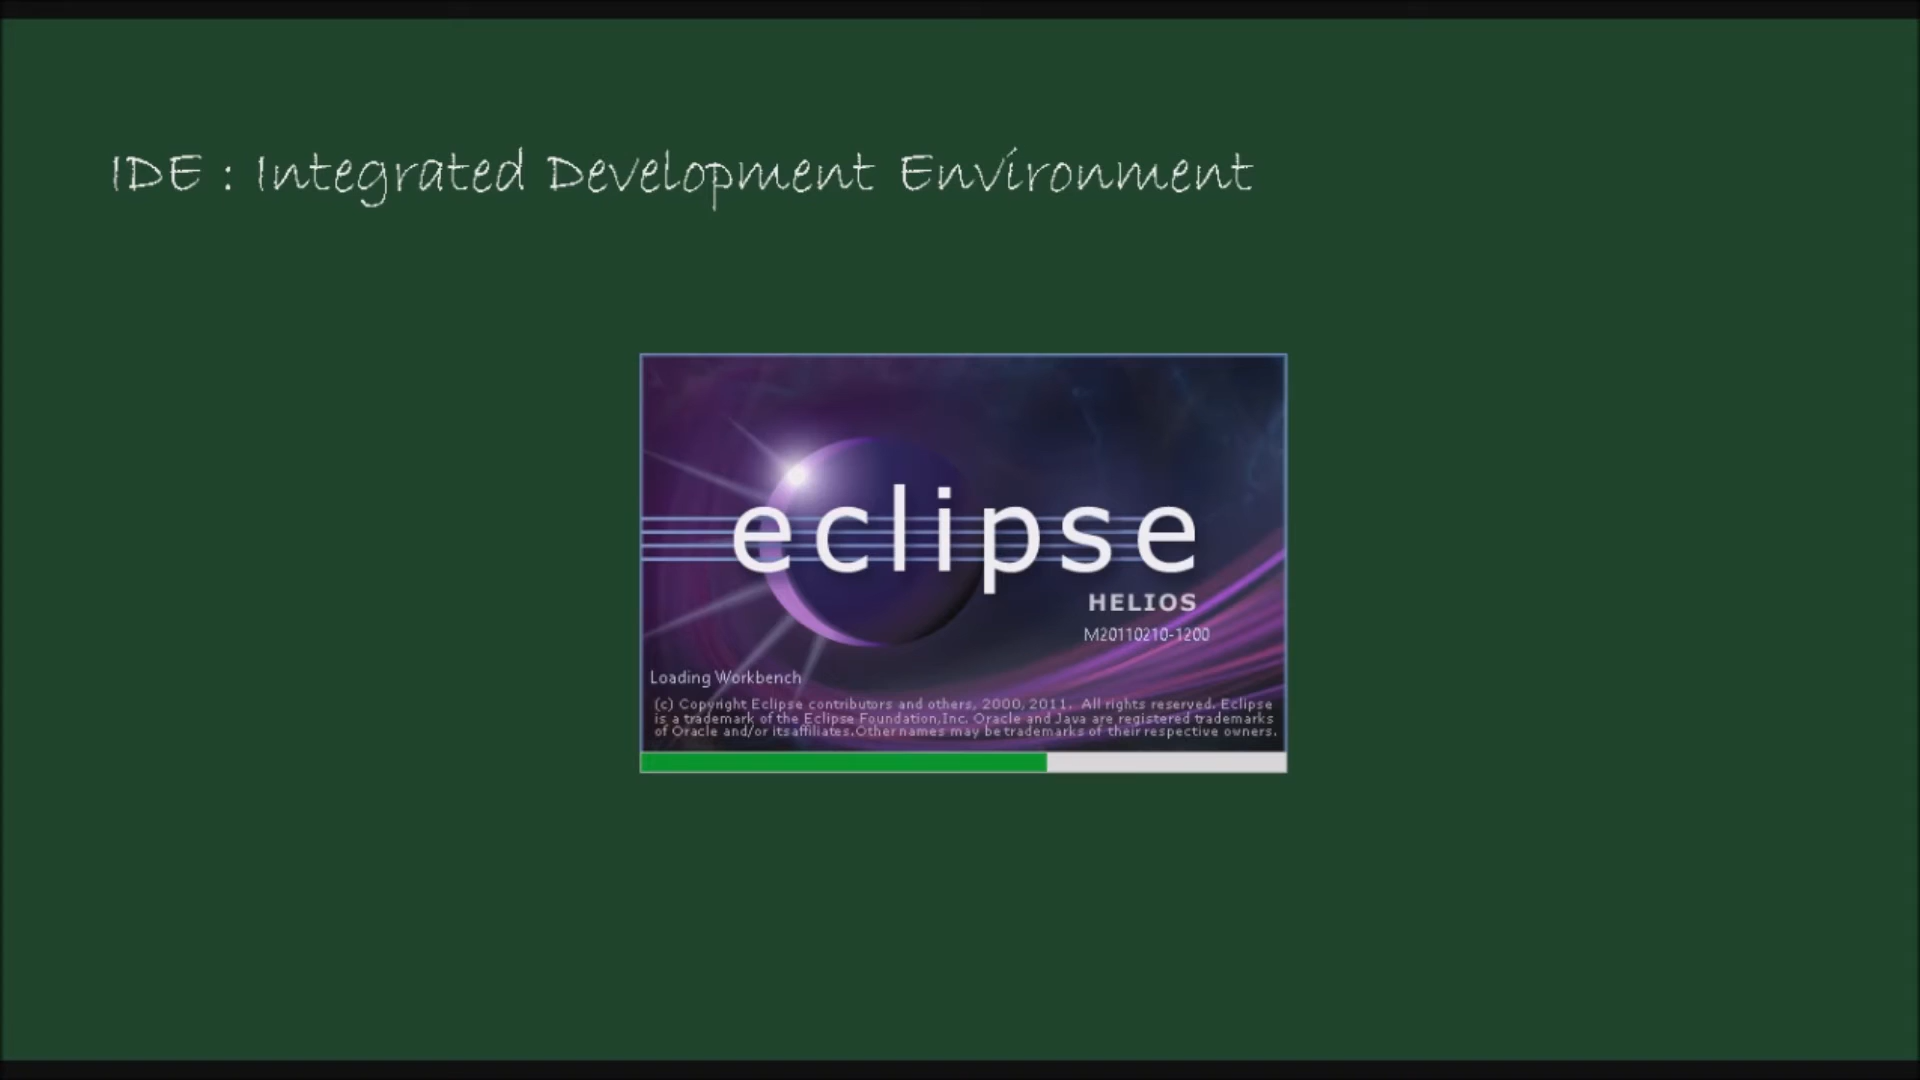 IDE : Integrated Development Environment
eclipse
HELIOS
M20110210-1200
Loading Workbench
(c) Copyright Eclipse contributors and others, 2000, 2011. All rights reserved. Eclipse
is a trademark of the Eclipse Foundation,Inc. Oracle and Java are registered trademarks
of Oracle and/or itsaffiliates.Other names may be trademarks of their respective owners.